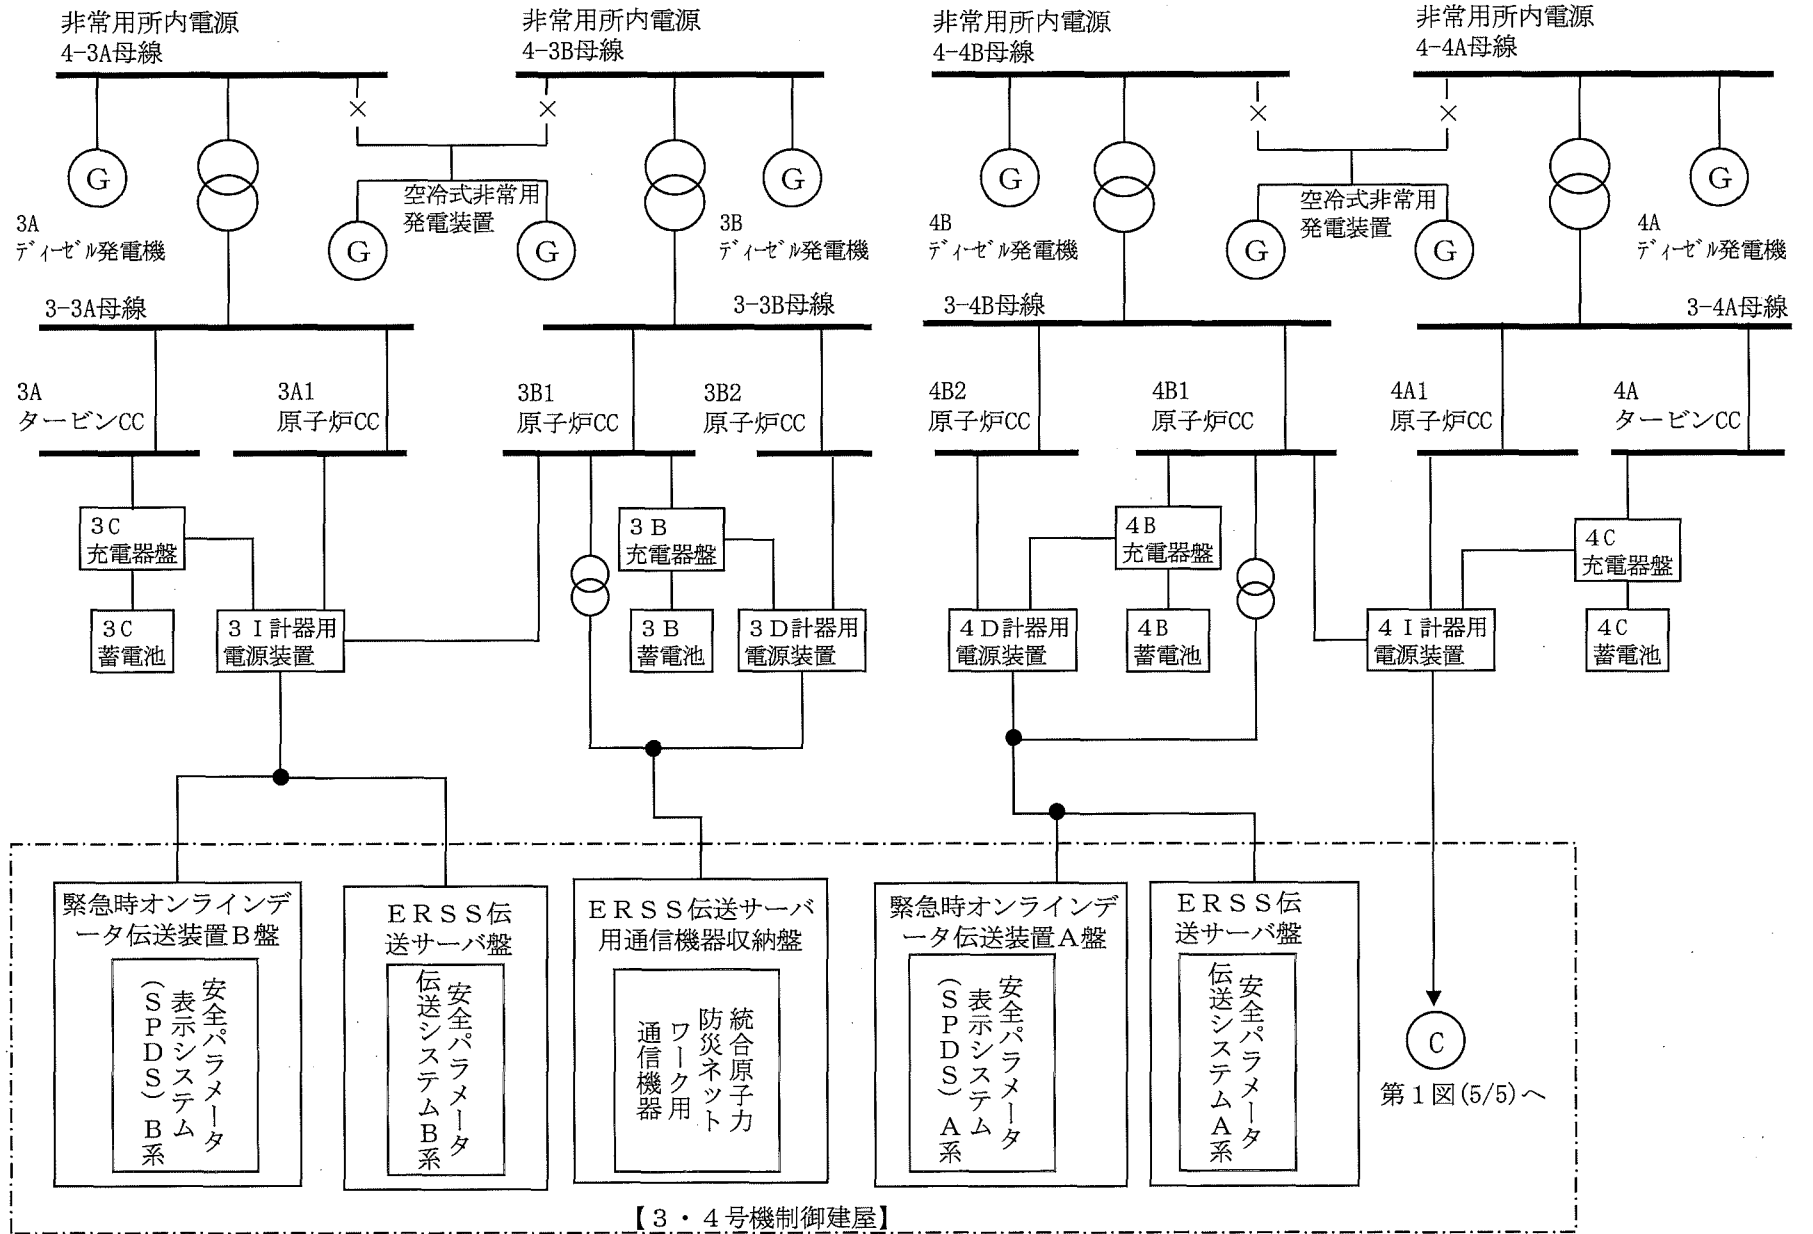 非常用所内電源
4-3A母線
非常用所内電源
4-3B母線
非常用所内電源
4-4B母線
非常用所内電源
4-4A母線
×
×
×
×
G
G
G
G
空冷式非常用
発電装置
空冷式非常用
発電装置
G
G
G
G
3A
ディーゼル発電機
3B
ディーゼル発電機
4B
ディーゼル発電機
4A
ディーゼル発電機
3-3A母線
3-3B母線
3-4B母線
3-4A母線
3A
タービンCC
3A1
原子炉CC
3B1
原子炉CC
3B2
原子炉CC
4B2
原子炉CC
4B1
原子炉CC
4A1
原子炉CC
4A
タービンCC
3C
充電器盤
3B
充電器盤
4B
充電器盤
4C
充電器盤
3C
蓄電池
3I計器用
電源装置
3B
蓄電池
3D計器用
電源装置
4D計器用
電源装置
4B
蓄電池
4I計器用
電源装置
4C
蓄電池
緊急時オンラインデ
ータ伝送装置B盤
安全パラメータ
表示システム
(SPDS)B系
ERSS伝
送サーバ盤
安全パラメータ
伝送システムB系
ERSS伝送サーバ
用通信機器収納盤
統合原子力
防災ネット
ワーク用
通信機器
緊急時オンラインデ
ータ伝送装置A盤
安全パラメータ
表示システム
(SPDS)A系
ERSS伝
送サーバ盤
安全パラメータ
伝送システムA系
C
第1図(5/5)へ
【3・4号機制御建屋】